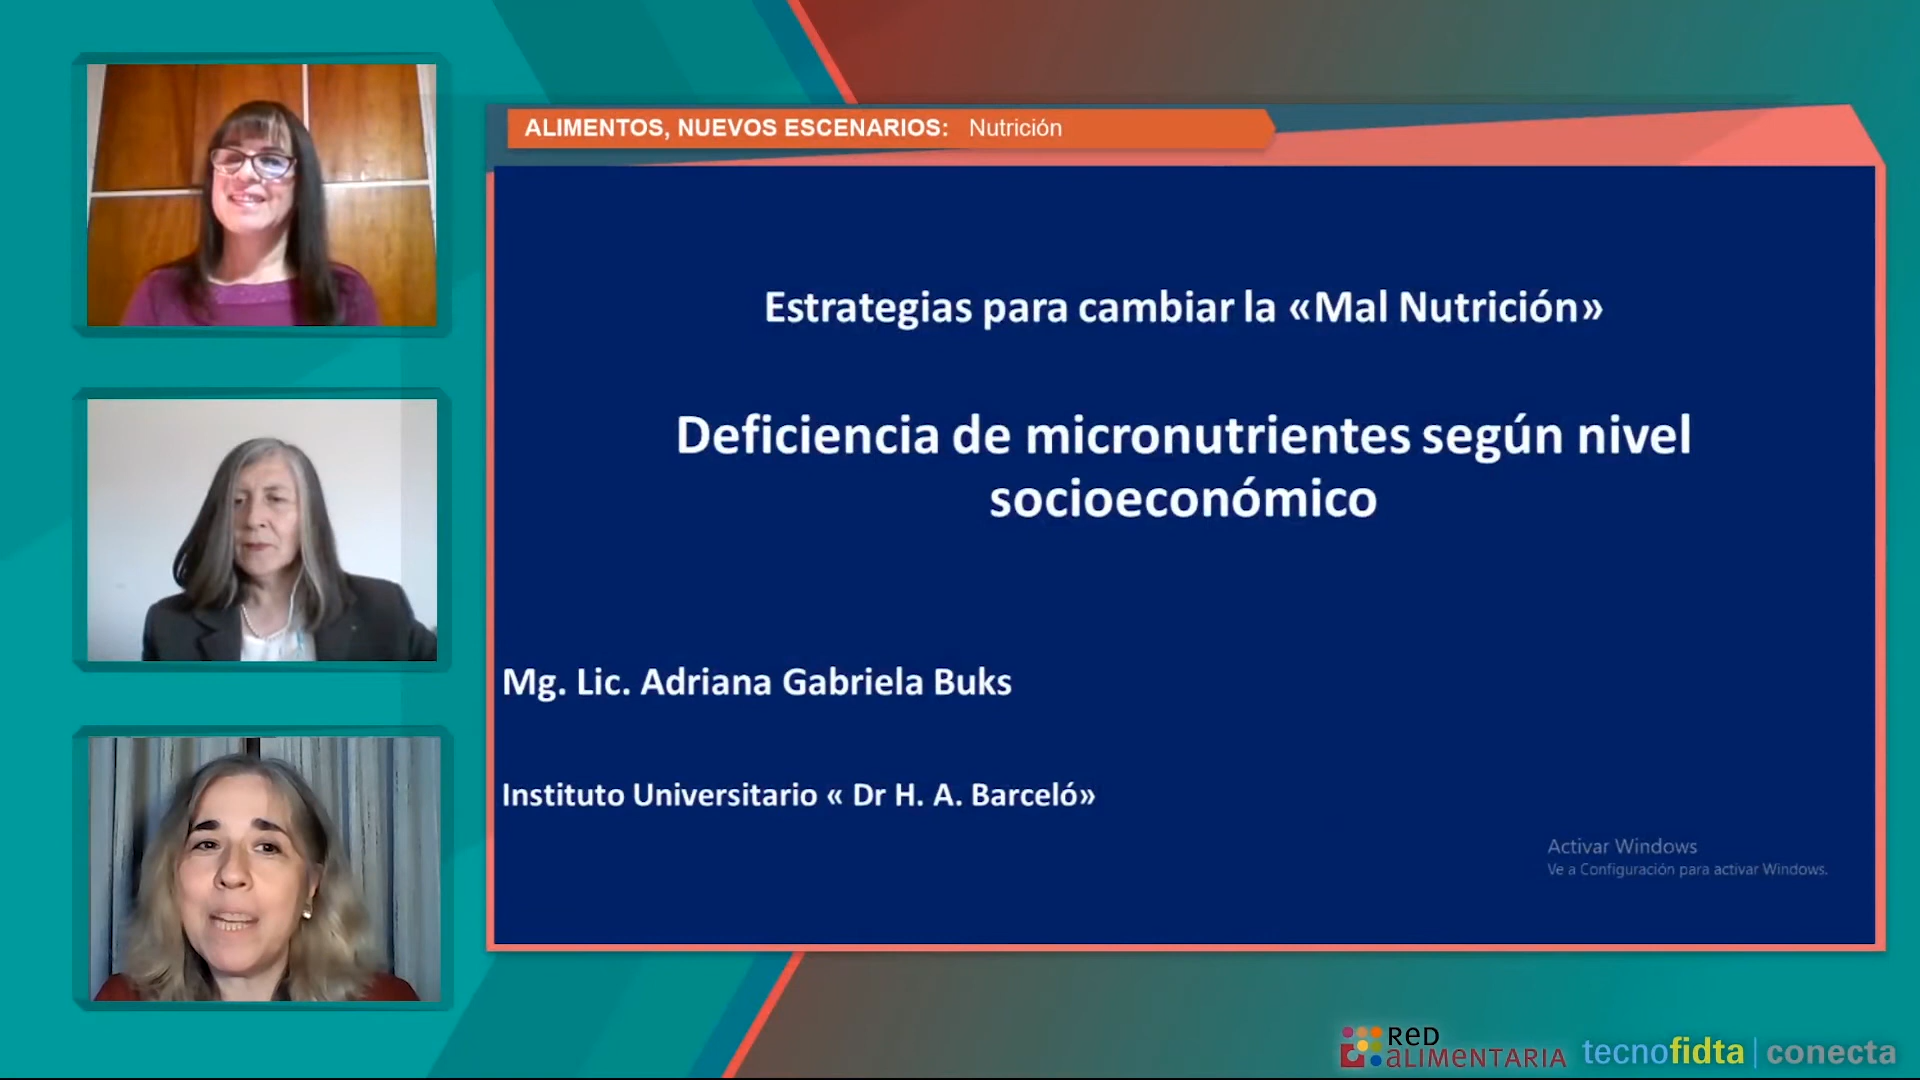 ALIMENTOS, NUEVOS ESCENARIOS: Nutrición
Estrategias para cambiar la «Mal Nutrición»
Deficiencia de micronutrientes según nivel
socioeconómico
Mg. Lic. Adriana Gabriela Buks
Instituto Universitario « Dr H. A. Barceló»
Activar Windows
Ve a Configuración para activar Windows.
ReD
aLIMENTARIA
tecnofidta | conecta